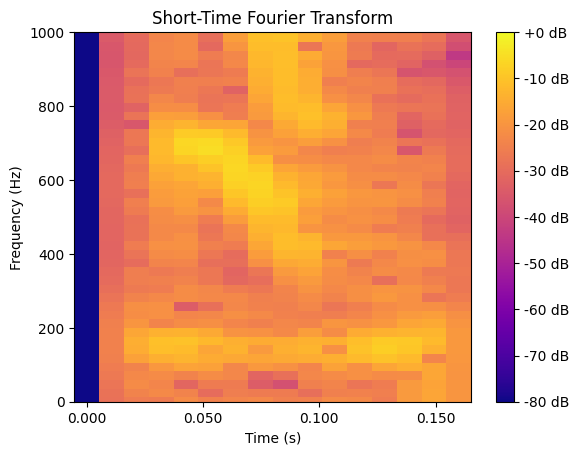 Short-Time Fourier Transform
1000
800
600
400
200
0
Frequency (Hz)
0.000
0.050
0.100
0.150
Time (s)
+0 dB
-10 dB
-20 dB
-30 dB
-40 dB
-50 dB
-60 dB
-70 dB
-80 dB